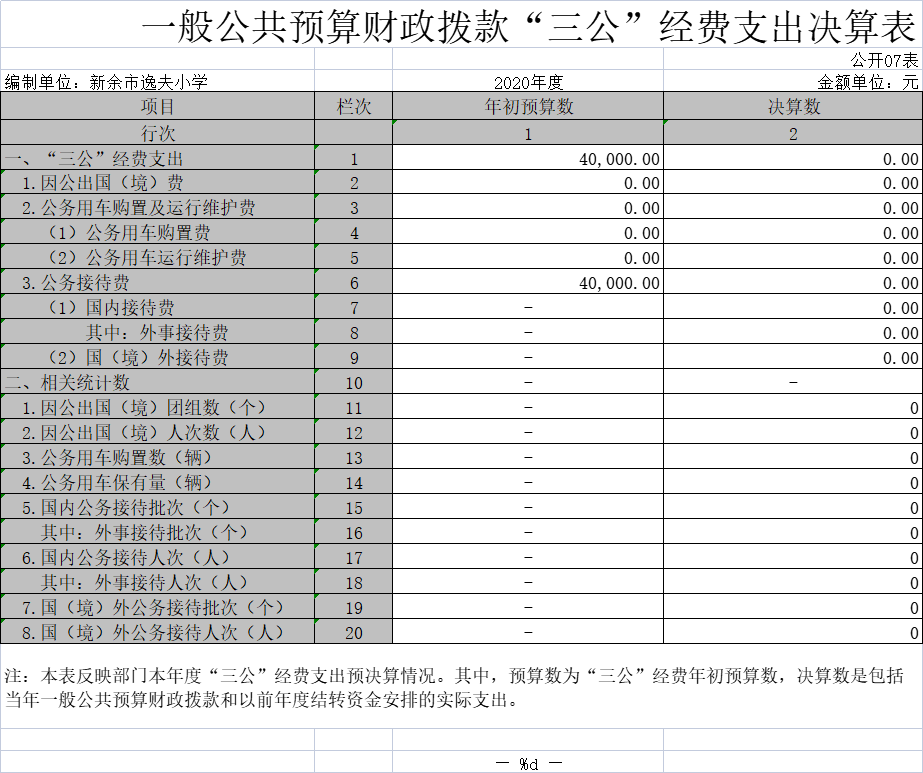 一般公共预算财政拨款“三公”经费支出决算表
公开07表
编制单位：新余市逸夫小学 2020年度 金额单位：元
项目 栏次 年初预算数 决算数
行次 1 2
一、“三公”经费支出 1 40,000.00 0.00
1.因公出国（境）费 2 0.00 0.00
2.公务用车购置及运行维护费 3 0.00 0.00
（1）公务用车购置费 4 0.00 0.00
（2）公务用车运行维护费 5 0.00 0.00
3.公务接待费 6 40,000.00 0.00
（1）国内接待费 7 － 0.00
其中：外事接待费 8 － 0.00
（2）国（境）外接待费 9 － 0.00
二、相关统计数 10 － －
1.因公出国（境）团组数（个） 11 － 0
2.因公出国（境）人次数（人） 12 － 0
3.公务用车购置数（辆） 13 － 0
4.公务用车保有量（辆） 14 － 0
5.国内公务接待批次（个） 15 － 0
其中：外事接待批次（个） 16 － 0
6.国内公务接待人次（人） 17 － 0
其中：外事接待人次（人） 18 － 0
7.国（境）外公务接待批次（个） 19 － 0
8.国（境）外公务接待人次（人） 20 － 0
注：本表反映部门本年度“三公”经费支出预决算情况。其中，预算数为“三公”经费年初预算数，决算数是包括
当年一般公共预算财政拨款和以前年度结转资金安排的实际支出。
— %d —